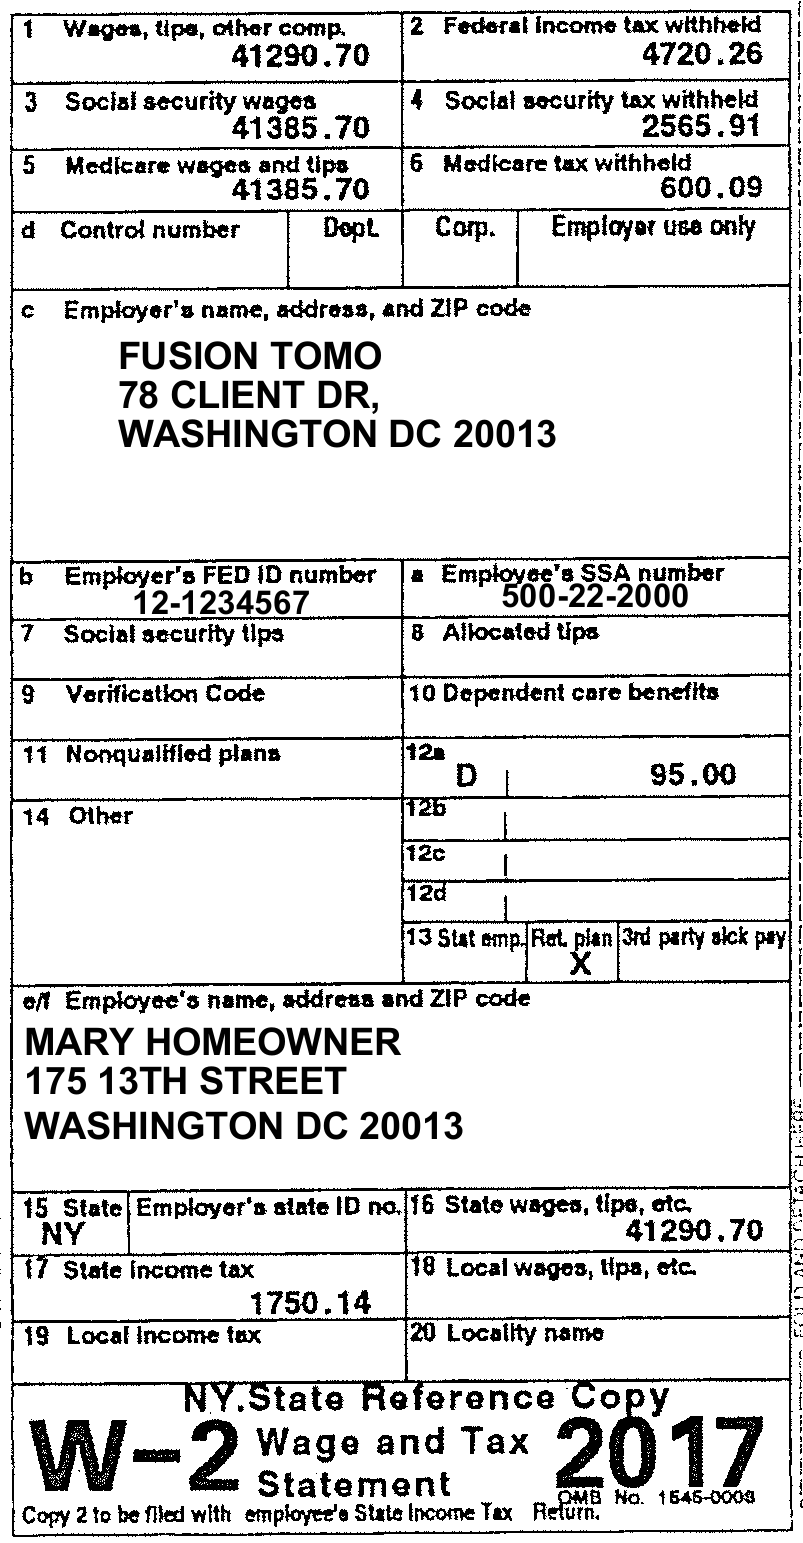 1 Wages, tips, other comp.
41290.70
2 Federal income tax withheld
4720.26
3 Social security wages
41385.70
4 Social security tax withheld
2565.91
5 Medicare wages and tips
41385.70
6 Medicare tax withheld
600.09
d Control number
Dept.
Corp.
Employer use only
c Employer's name, address, and ZIP code
FUSION TOMO
78 CLIENT DR,
WASHINGTON DC 20013
b Employer's FED ID number
12-1234567
a Employee's SSA number
500-22-2000
7 Social security tips
8 Allocated tips
9 Verification Code
10 Dependent care benefits
11 Nonqualified plans
12a
D 95.00
14 Other
12b
12c
12d
13 Stat emp.
Ret. plan
X
3rd party sick pay
e/f Employee's name, address and ZIP code
MARY HOMEOWNER
175 13TH STREET
WASHINGTON DC 20013
15 State
NY
Employer's state ID no.
16 State wages, tips, etc.
41290.70
17 State income tax
1750.14
18 Local wages, tips, etc.
19 Local income tax
20 Locality name
NY.State Reference Copy
W-2 Wage and Tax
Statement
2017
OMB No. 1545-0008
Copy 2 to be filed with employee's State Income Tax Return.